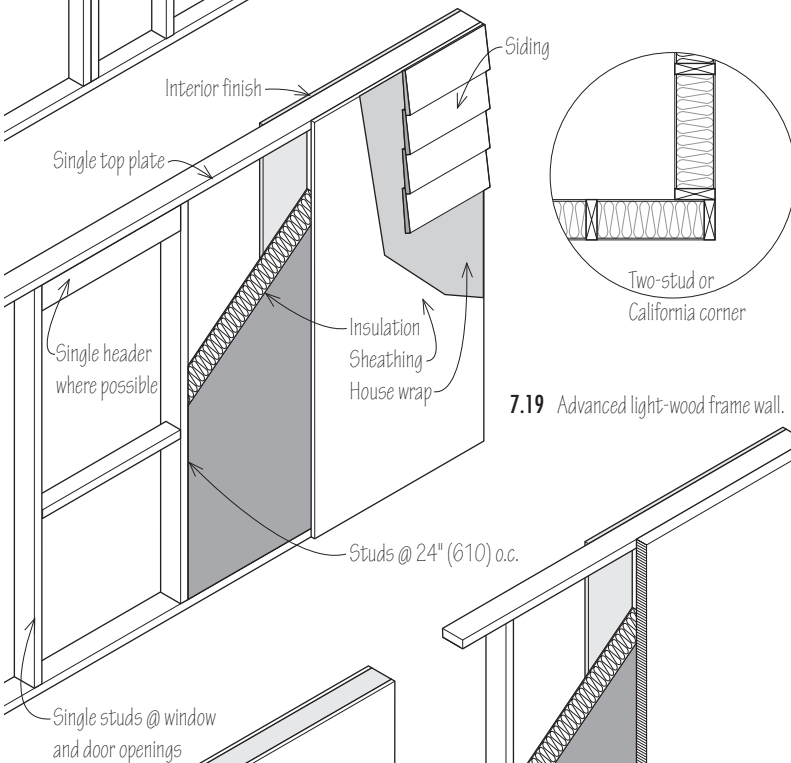 Siding
Interior finish
Single top plate
Two-stud or
California corner
Insulation
Sheathing
House wrap
Single header
where possible
7.19 Advanced light-wood frame wall.
Studs @ 24" (610) o.c.
Single studs @ window
and door openings